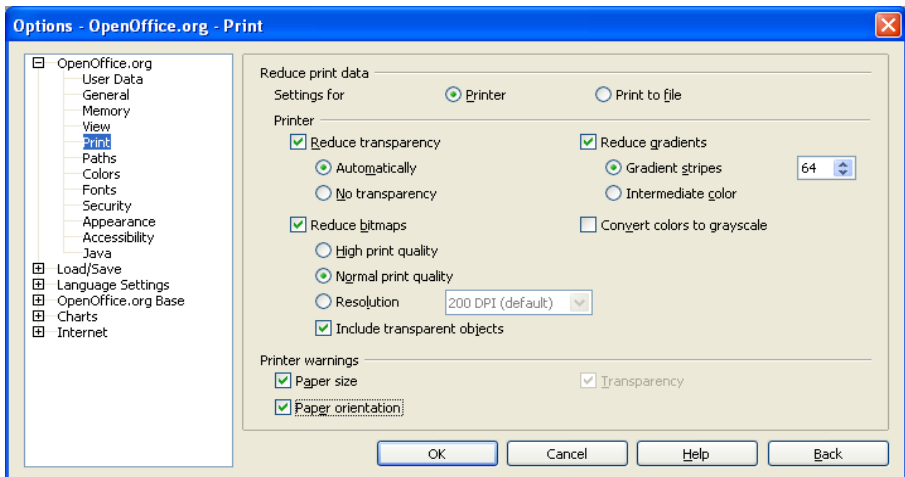 Options - OpenOffice.org - Print
OpenOffice.org
User Data
General
Memory
View
Print
Paths
Colors
Fonts
Security
Appearance
Accessibility
Java
Load/Save
Language Settings
OpenOffice.org Base
Charts
Internet
Reduce print data
Settings for Printer Print to file
Printer
Reduce transparency Reduce gradients
Automatically Gradient stripes 64
No transparency Intermediate color
Reduce bitmaps Convert colors to grayscale
High print quality
Normal print quality
Resolution 200 DPI (default)
Include transparent objects
Printer warnings
Paper size Transparency
Paper orientation
OK Cancel Help Back